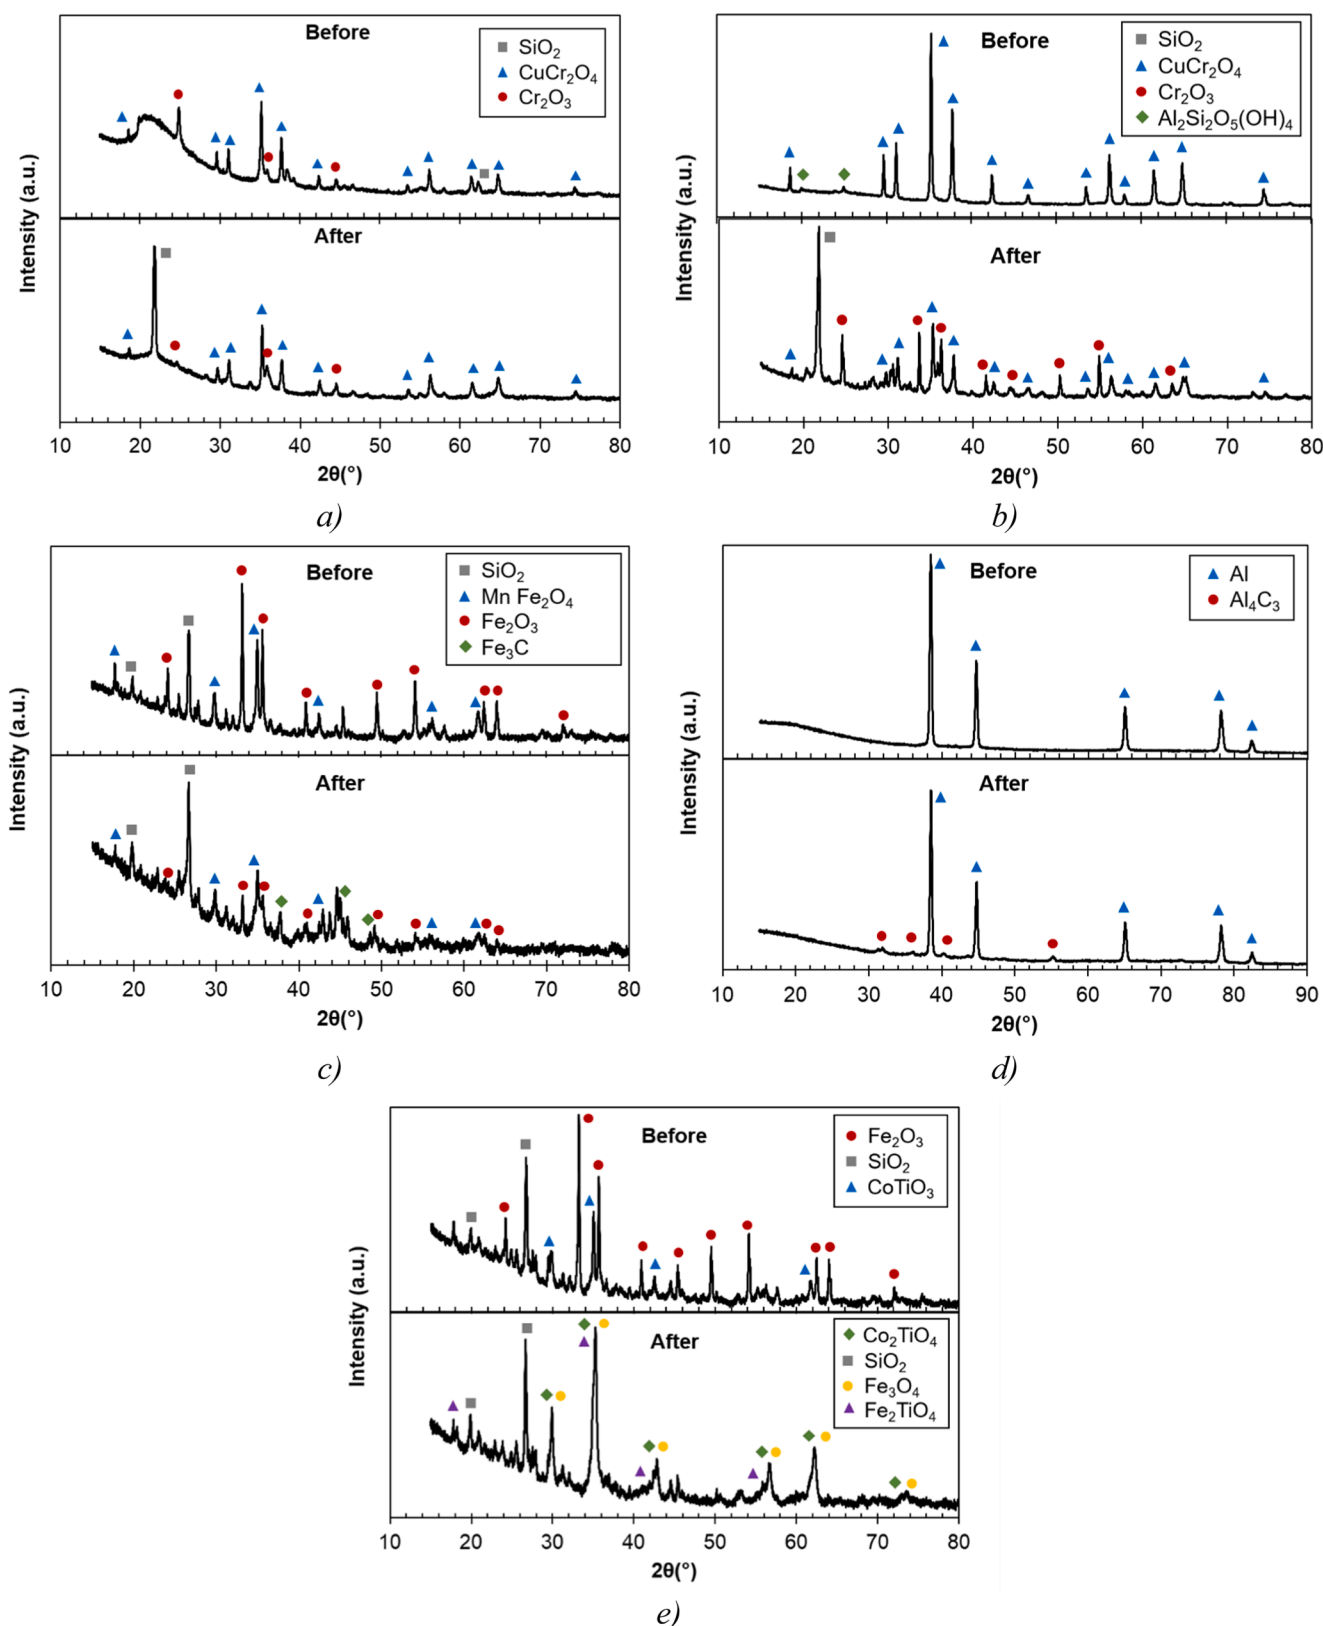 Before
SiO2
CuCr2O4
Cr2O3
After
Intensity (a.u.)
10 20 30 40 50 60 70 80
2θ(°)
a)
Before
SiO2
CuCr2O4
Cr2O3
Al2Si2O5(OH)4
After
Intensity (a.u.)
10 20 30 40 50 60 70 80
2θ(°)
b)
Before
SiO2
Mn Fe2O4
Fe2O3
Fe3C
After
Intensity (a.u.)
10 20 30 40 50 60 70 80
2θ(°)
c)
Before
Al
Al4C3
After
Intensity (a.u.)
10 20 30 40 50 60 70 80 90
2θ(°)
d)
Before
Fe2O3
SiO2
CoTiO3
After
Co2TiO4
SiO2
Fe3O4
Fe2TiO4
Intensity (a.u.)
10 20 30 40 50 60 70 80
2θ(°)
e)